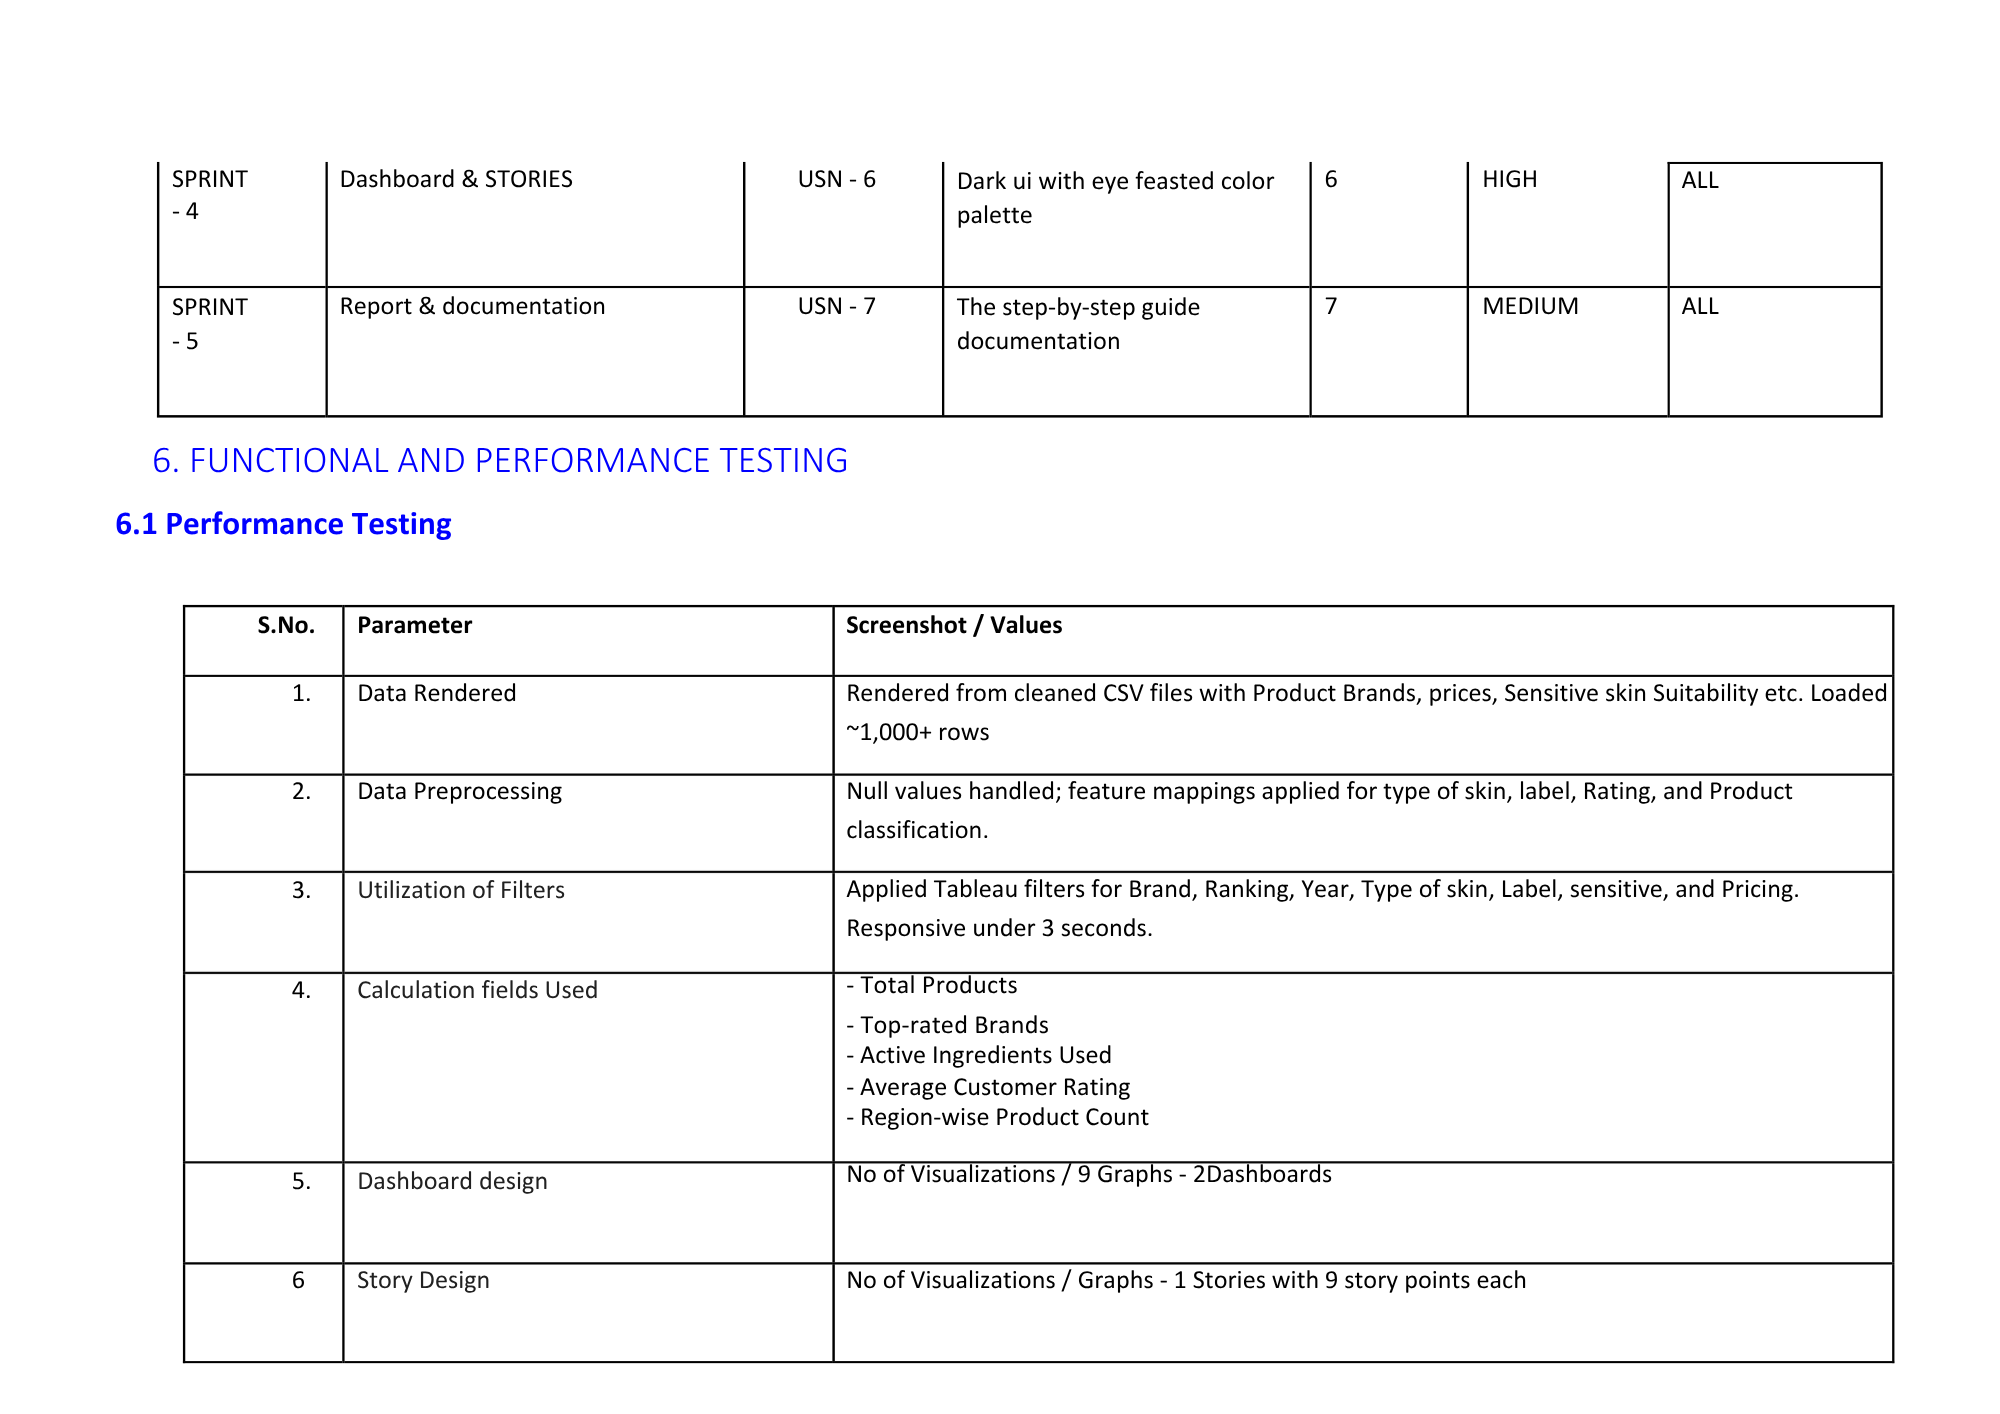 SPRINT Dashboard & STORIES USN - 6 Dark ui with eye feasted color 6 HIGH ALL
- 4 palette
SPRINT Report & documentation USN - 7 The step-by-step guide 7 MEDIUM ALL
- 5 documentation
6. FUNCTIONAL AND PERFORMANCE TESTING
6.1 Performance Testing
S.No. Parameter Screenshot / Values
1. Data Rendered Rendered from cleaned CSV files with Product Brands, prices, Sensitive skin Suitability etc. Loaded
~1,000+ rows
2. Data Preprocessing Null values handled; feature mappings applied for type of skin, label, Rating, and Product
classification.
3. Utilization of Filters Applied Tableau filters for Brand, Ranking, Year, Type of skin, Label, sensitive, and Pricing.
Responsive under 3 seconds.
4. Calculation fields Used - Total Products
- Top-rated Brands
- Active Ingredients Used
- Average Customer Rating
- Region-wise Product Count
5. Dashboard design No of Visualizations / 9 Graphs - 2Dashboards
6 Story Design No of Visualizations / Graphs - 1 Stories with 9 story points each